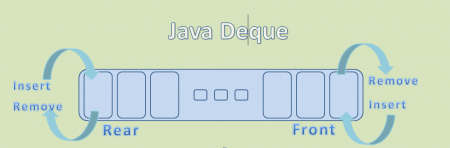 Java Deque
Insert
Remove
Rear
Remove
Insert
Front